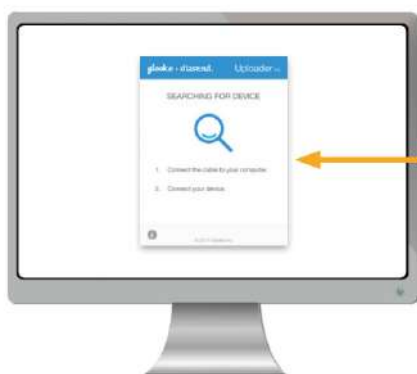 glooko + diasend. Uploader
SEARCHING FOR DEVICE
1. Connect the cable to your computer.
2. Connect your device.